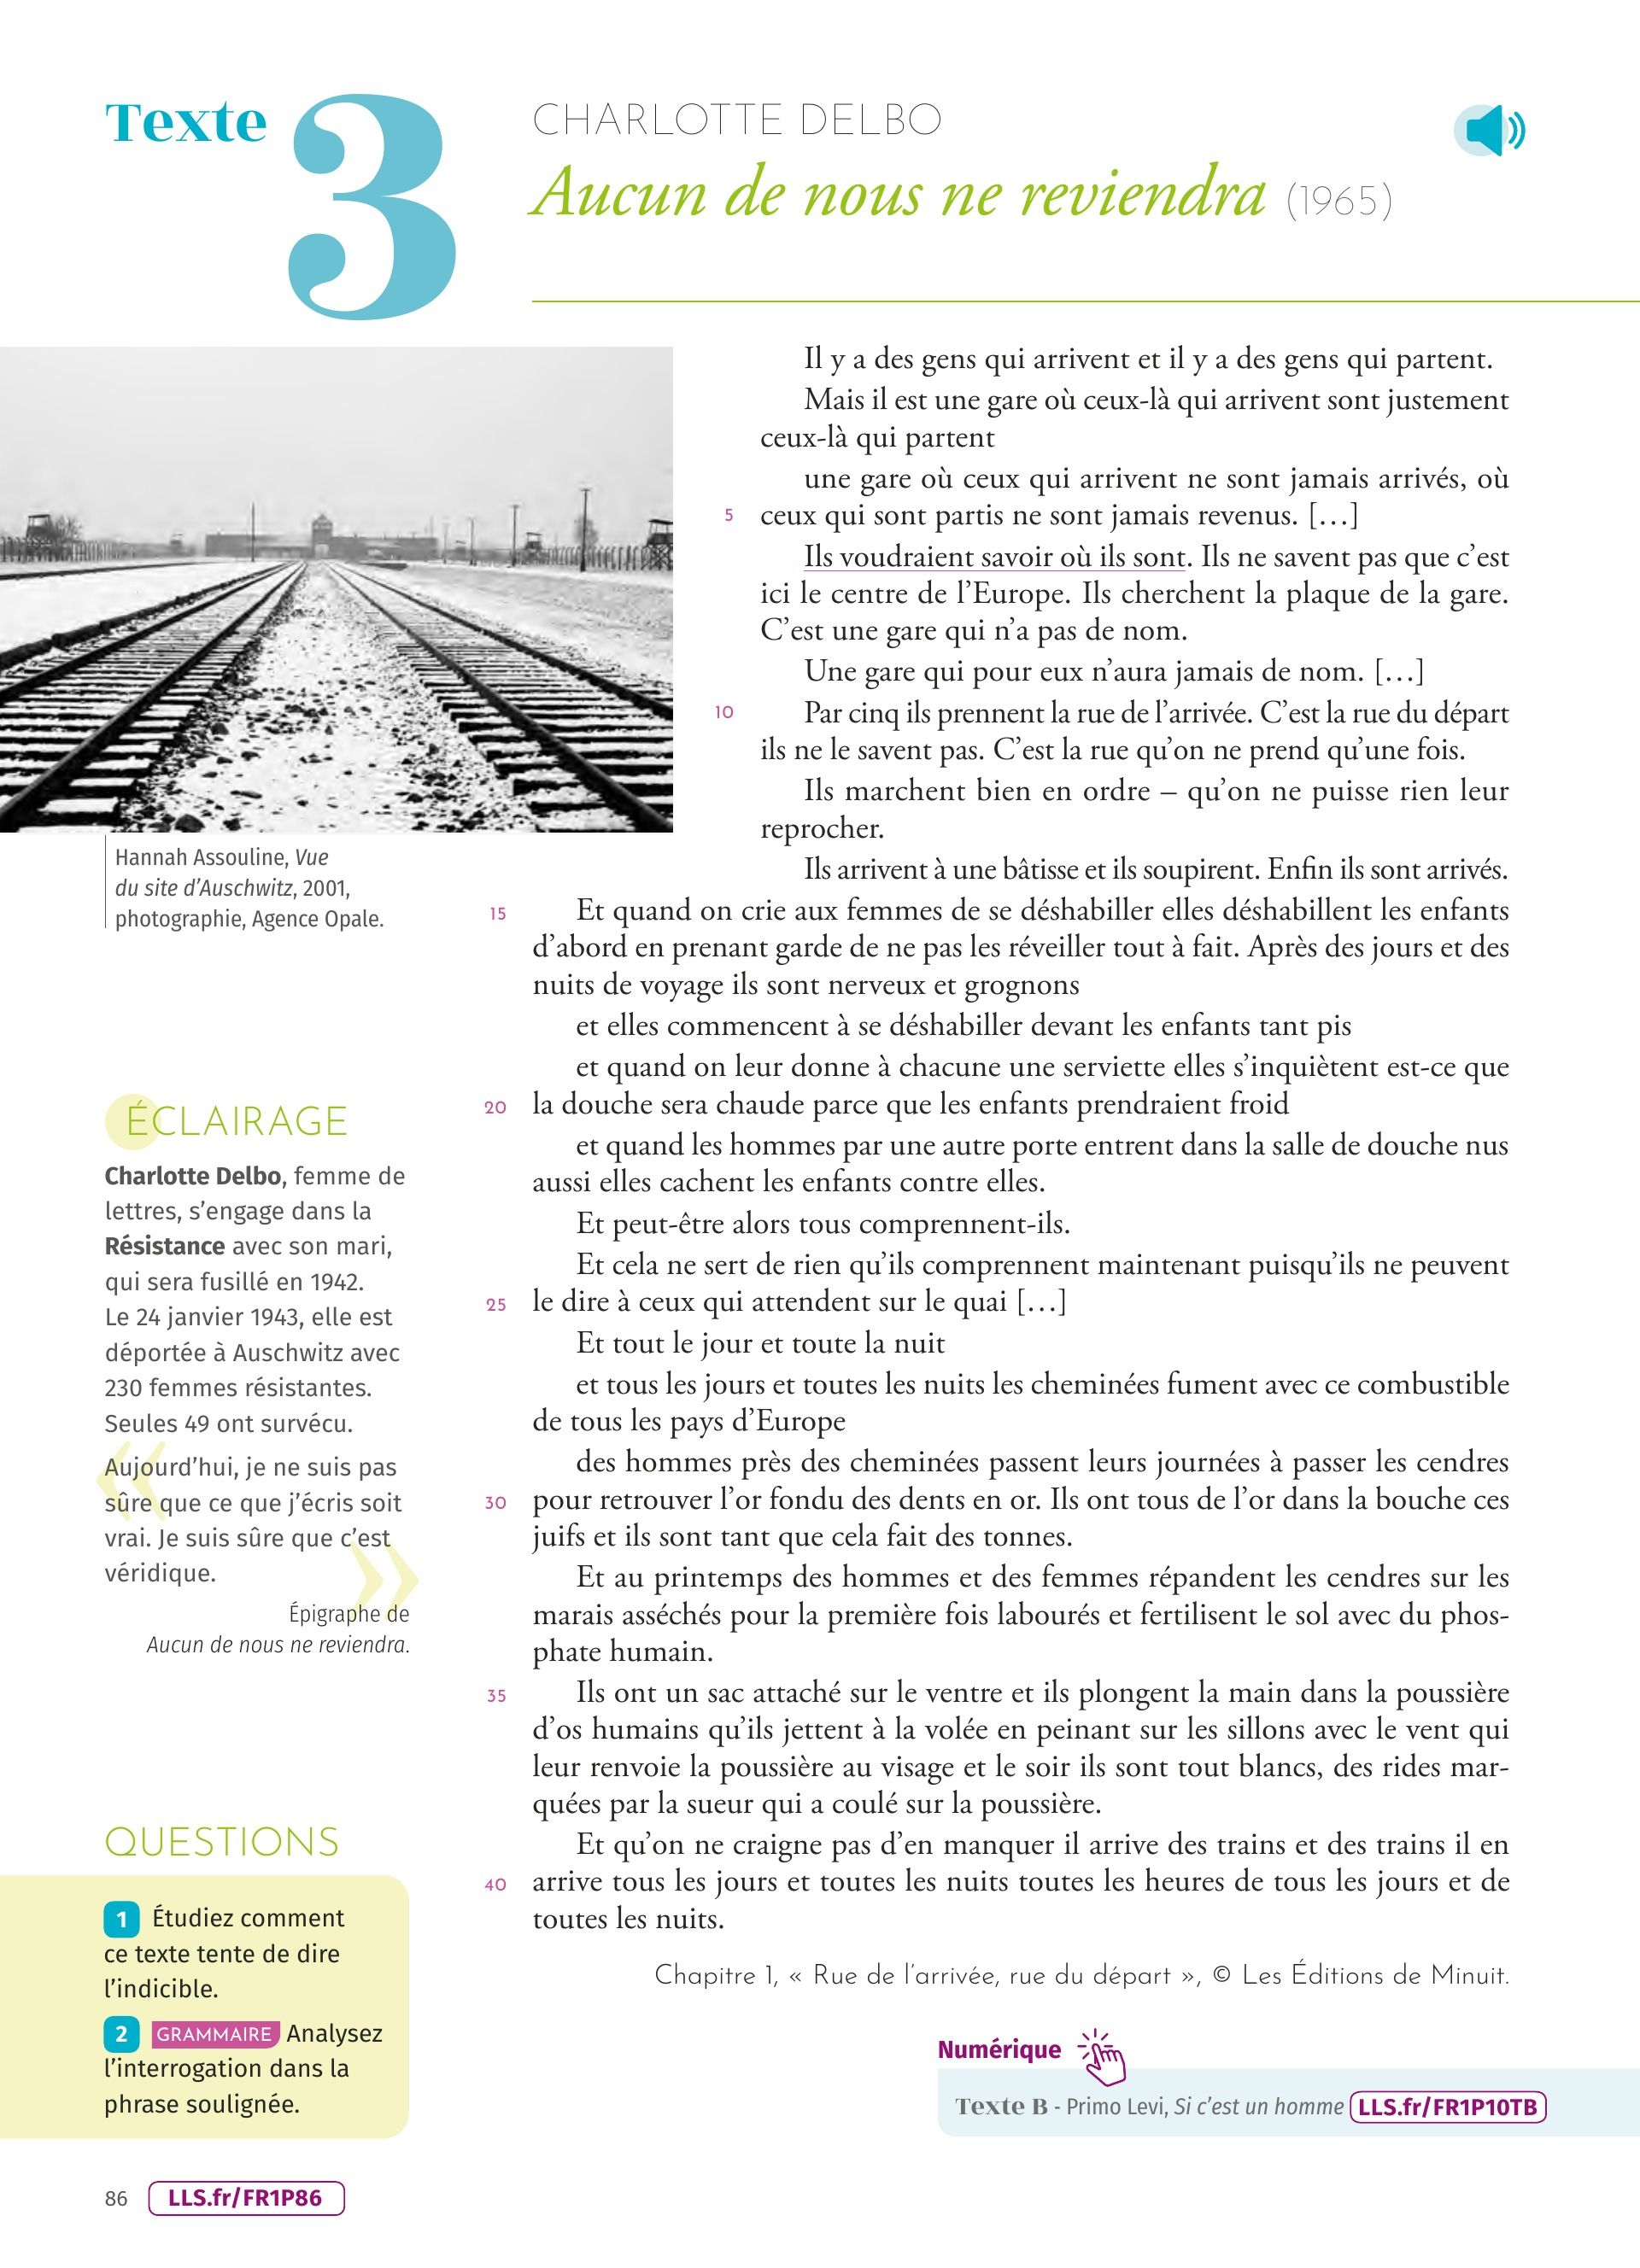 Texte 3
CHARLOTTE DELBO
Aucun de nous ne reviendra (1965)
Il y a des gens qui arrivent et il y a des gens qui partent.
Mais il est une gare où ceux-là qui arrivent sont justement
ceux-là qui partent
une gare où ceux qui arrivent ne sont jamais arrivés, où
5 ceux qui sont partis ne sont jamais revenus. […]
Ils voudraient savoir où ils sont. Ils ne savent pas que c’est
ici le centre de l’Europe. Ils cherchent la plaque de la gare.
C’est une gare qui n’a pas de nom.
Une gare qui pour eux n’aura jamais de nom. […]
10 Par cinq ils prennent la rue de l’arrivée. C’est la rue du départ
ils ne le savent pas. C’est la rue qu’on ne prend qu’une fois.
Ils marchent bien en ordre – qu’on ne puisse rien leur
reprocher.
Ils arrivent à une bâtisse et ils soupirent. Enfin ils sont arrivés.
15 Et quand on crie aux femmes de se déshabiller elles déshabillent les enfants
d’abord en prenant garde de ne pas les réveiller tout à fait. Après des jours et des
nuits de voyage ils sont nerveux et grognons
et elles commencent à se déshabiller devant les enfants tant pis
et quand on leur donne à chacune une serviette elles s’inquiètent est-ce que
20 la douche sera chaude parce que les enfants prendraient froid
et quand les hommes par une autre porte entrent dans la salle de douche nus
aussi elles cachent les enfants contre elles.
Et peut-être alors tous comprennent-ils.
Et cela ne sert de rien qu’ils comprennent maintenant puisqu’ils ne peuvent
25 le dire à ceux qui attendent sur le quai […]
Et tout le jour et toute la nuit
et tous les jours et toutes les nuits les cheminées fument avec ce combustible
de tous les pays d’Europe
des hommes près des cheminées passent leurs journées à passer les cendres
30 pour retrouver l’or fondu des dents en or. Ils ont tous de l’or dans la bouche ces
juifs et ils sont tant que cela fait des tonnes.
Et au printemps des hommes et des femmes répandent les cendres sur les
marais asséchés pour la première fois labourés et fertilisent le sol avec du phos-
phate humain.
35 Ils ont un sac attaché sur le ventre et ils plongent la main dans la poussière
d’os humains qu’ils jettent à la volée en peinant sur les sillons avec le vent qui
leur renvoie la poussière au visage et le soir ils sont tout blancs, des rides mar-
quées par la sueur qui a coulé sur la poussière.
Et qu’on ne craigne pas d’en manquer il arrive des trains et des trains il en
40 arrive tous les jours et toutes les nuits toutes les heures de tous les jours et de
toutes les nuits.
Chapitre 1, « Rue de l’arrivée, rue du départ », © Les Éditions de Minuit.
Hannah Assouline, Vue
du site d’Auschwitz, 2001,
photographie, Agence Opale.
ÉCLAIRAGE
Charlotte Delbo, femme de
lettres, s’engage dans la
Résistance avec son mari,
qui sera fusillé en 1942.
Le 24 janvier 1943, elle est
déportée à Auschwitz avec
230 femmes résistantes.
Seules 49 ont survécu.
« Aujourd’hui, je ne suis pas
sûre que ce que j’écris soit
vrai. Je suis sûre que c’est
véridique. »
Épigraphe de
Aucun de nous ne reviendra.
QUESTIONS
1 Étudiez comment
ce texte tente de dire
l’indicible.
2 GRAMMAIRE Analysez
l’interrogation dans la
phrase soulignée.
Numérique
Texte B - Primo Levi, Si c’est un homme LLS.fr/FR1P10TB
86 LLS.fr/FR1P86